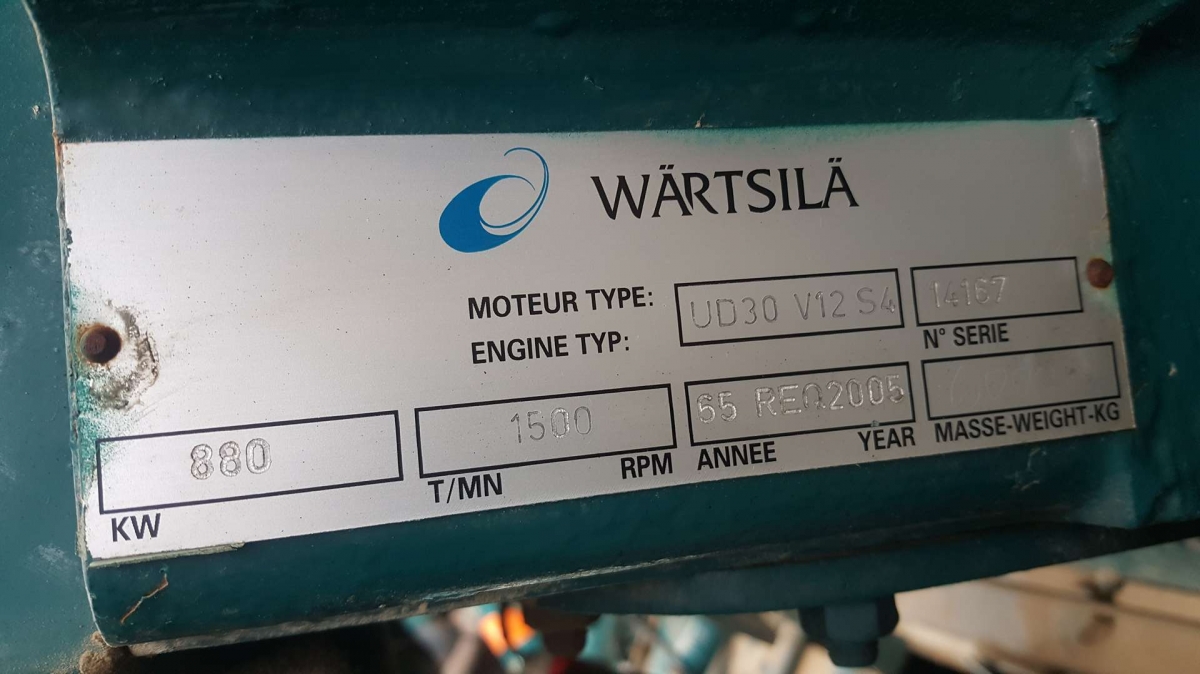 WÄRTSILÄ
MOTEUR TYPE: UD30 V12 S4 14167
ENGINE TYP: N° SERIE
880 1500 65 REQ2005
KW T/MN RPM ANNEE YEAR MASSE-WEIGHT-KG